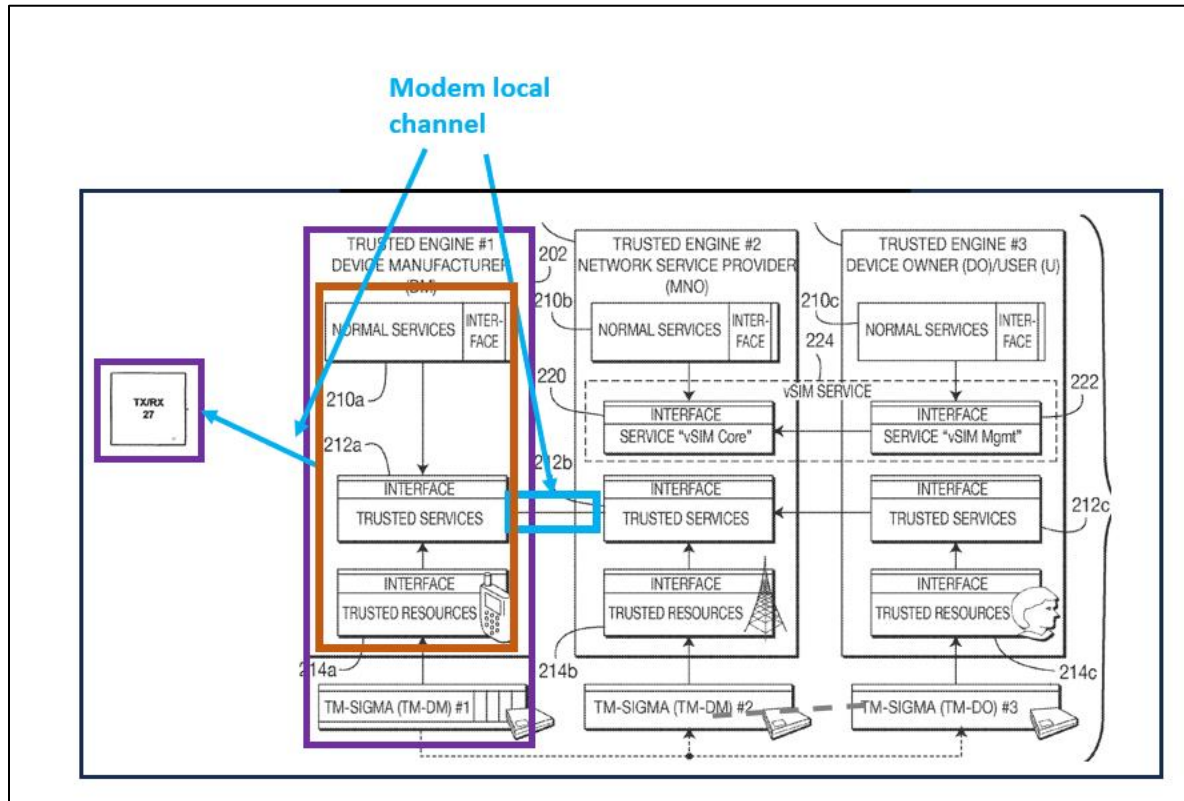 Modem local
channel
TRUSTED ENGINE #1
DEVICE MANUFACTURER
(DM)
202
NORMAL SERVICES
INTER-
FACE
210a
212a
INTERFACE
TRUSTED SERVICES
INTERFACE
TRUSTED RESOURCES
214a
TM-SIGMA (TM-DM) #1
TX/RX
27
TRUSTED ENGINE #2
NETWORK SERVICE PROVIDER
(MNO)
210b
NORMAL SERVICES
INTER-
FACE
220
INTERFACE
SERVICE "vSIM Core"
212b
INTERFACE
TRUSTED SERVICES
INTERFACE
TRUSTED RESOURCES
214b
TM-SIGMA (TM-DM) #2
TRUSTED ENGINE #3
DEVICE OWNER (DO)/USER (U)
210c
NORMAL SERVICES
INTER-
FACE
224
vSIM SERVICE
222
INTERFACE
SERVICE "vSIM Mgmt"
INTERFACE
TRUSTED SERVICES
212c
INTERFACE
TRUSTED RESOURCES
214c
TM-SIGMA (TM-DO) #3